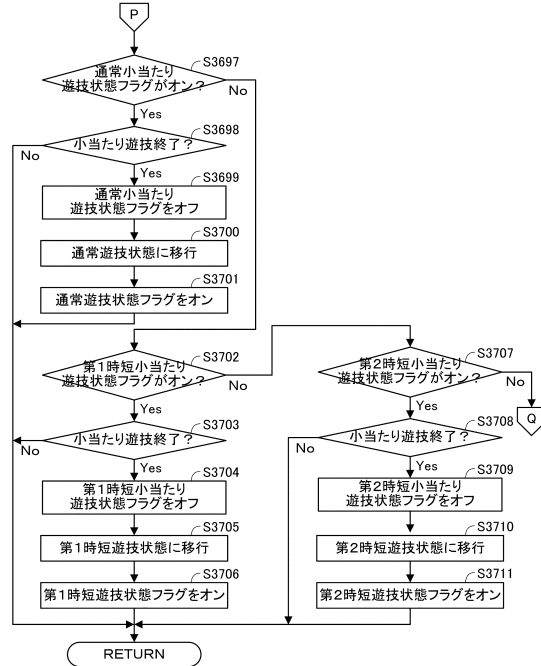 P
S3697
通常小当たり
遊技状態フラグがオン？
No
Yes
S3698
小当たり遊技終了？
No
Yes
S3699
通常小当たり
遊技状態フラグをオフ
S3700
通常遊技状態に移行
S3701
通常遊技状態フラグをオン
S3702
第1時短小当たり
遊技状態フラグがオン？
No
Yes
S3703
小当たり遊技終了？
No
Yes
S3704
第1時短小当たり
遊技状態フラグをオフ
S3705
第1時短遊技状態に移行
S3706
第1時短遊技状態フラグをオン
S3707
第2時短小当たり
遊技状態フラグがオン？
No
Yes
Q
S3708
小当たり遊技終了？
No
Yes
S3709
第2時短小当たり
遊技状態フラグをオフ
S3710
第2時短遊技状態に移行
S3711
第2時短遊技状態フラグをオン
RETURN